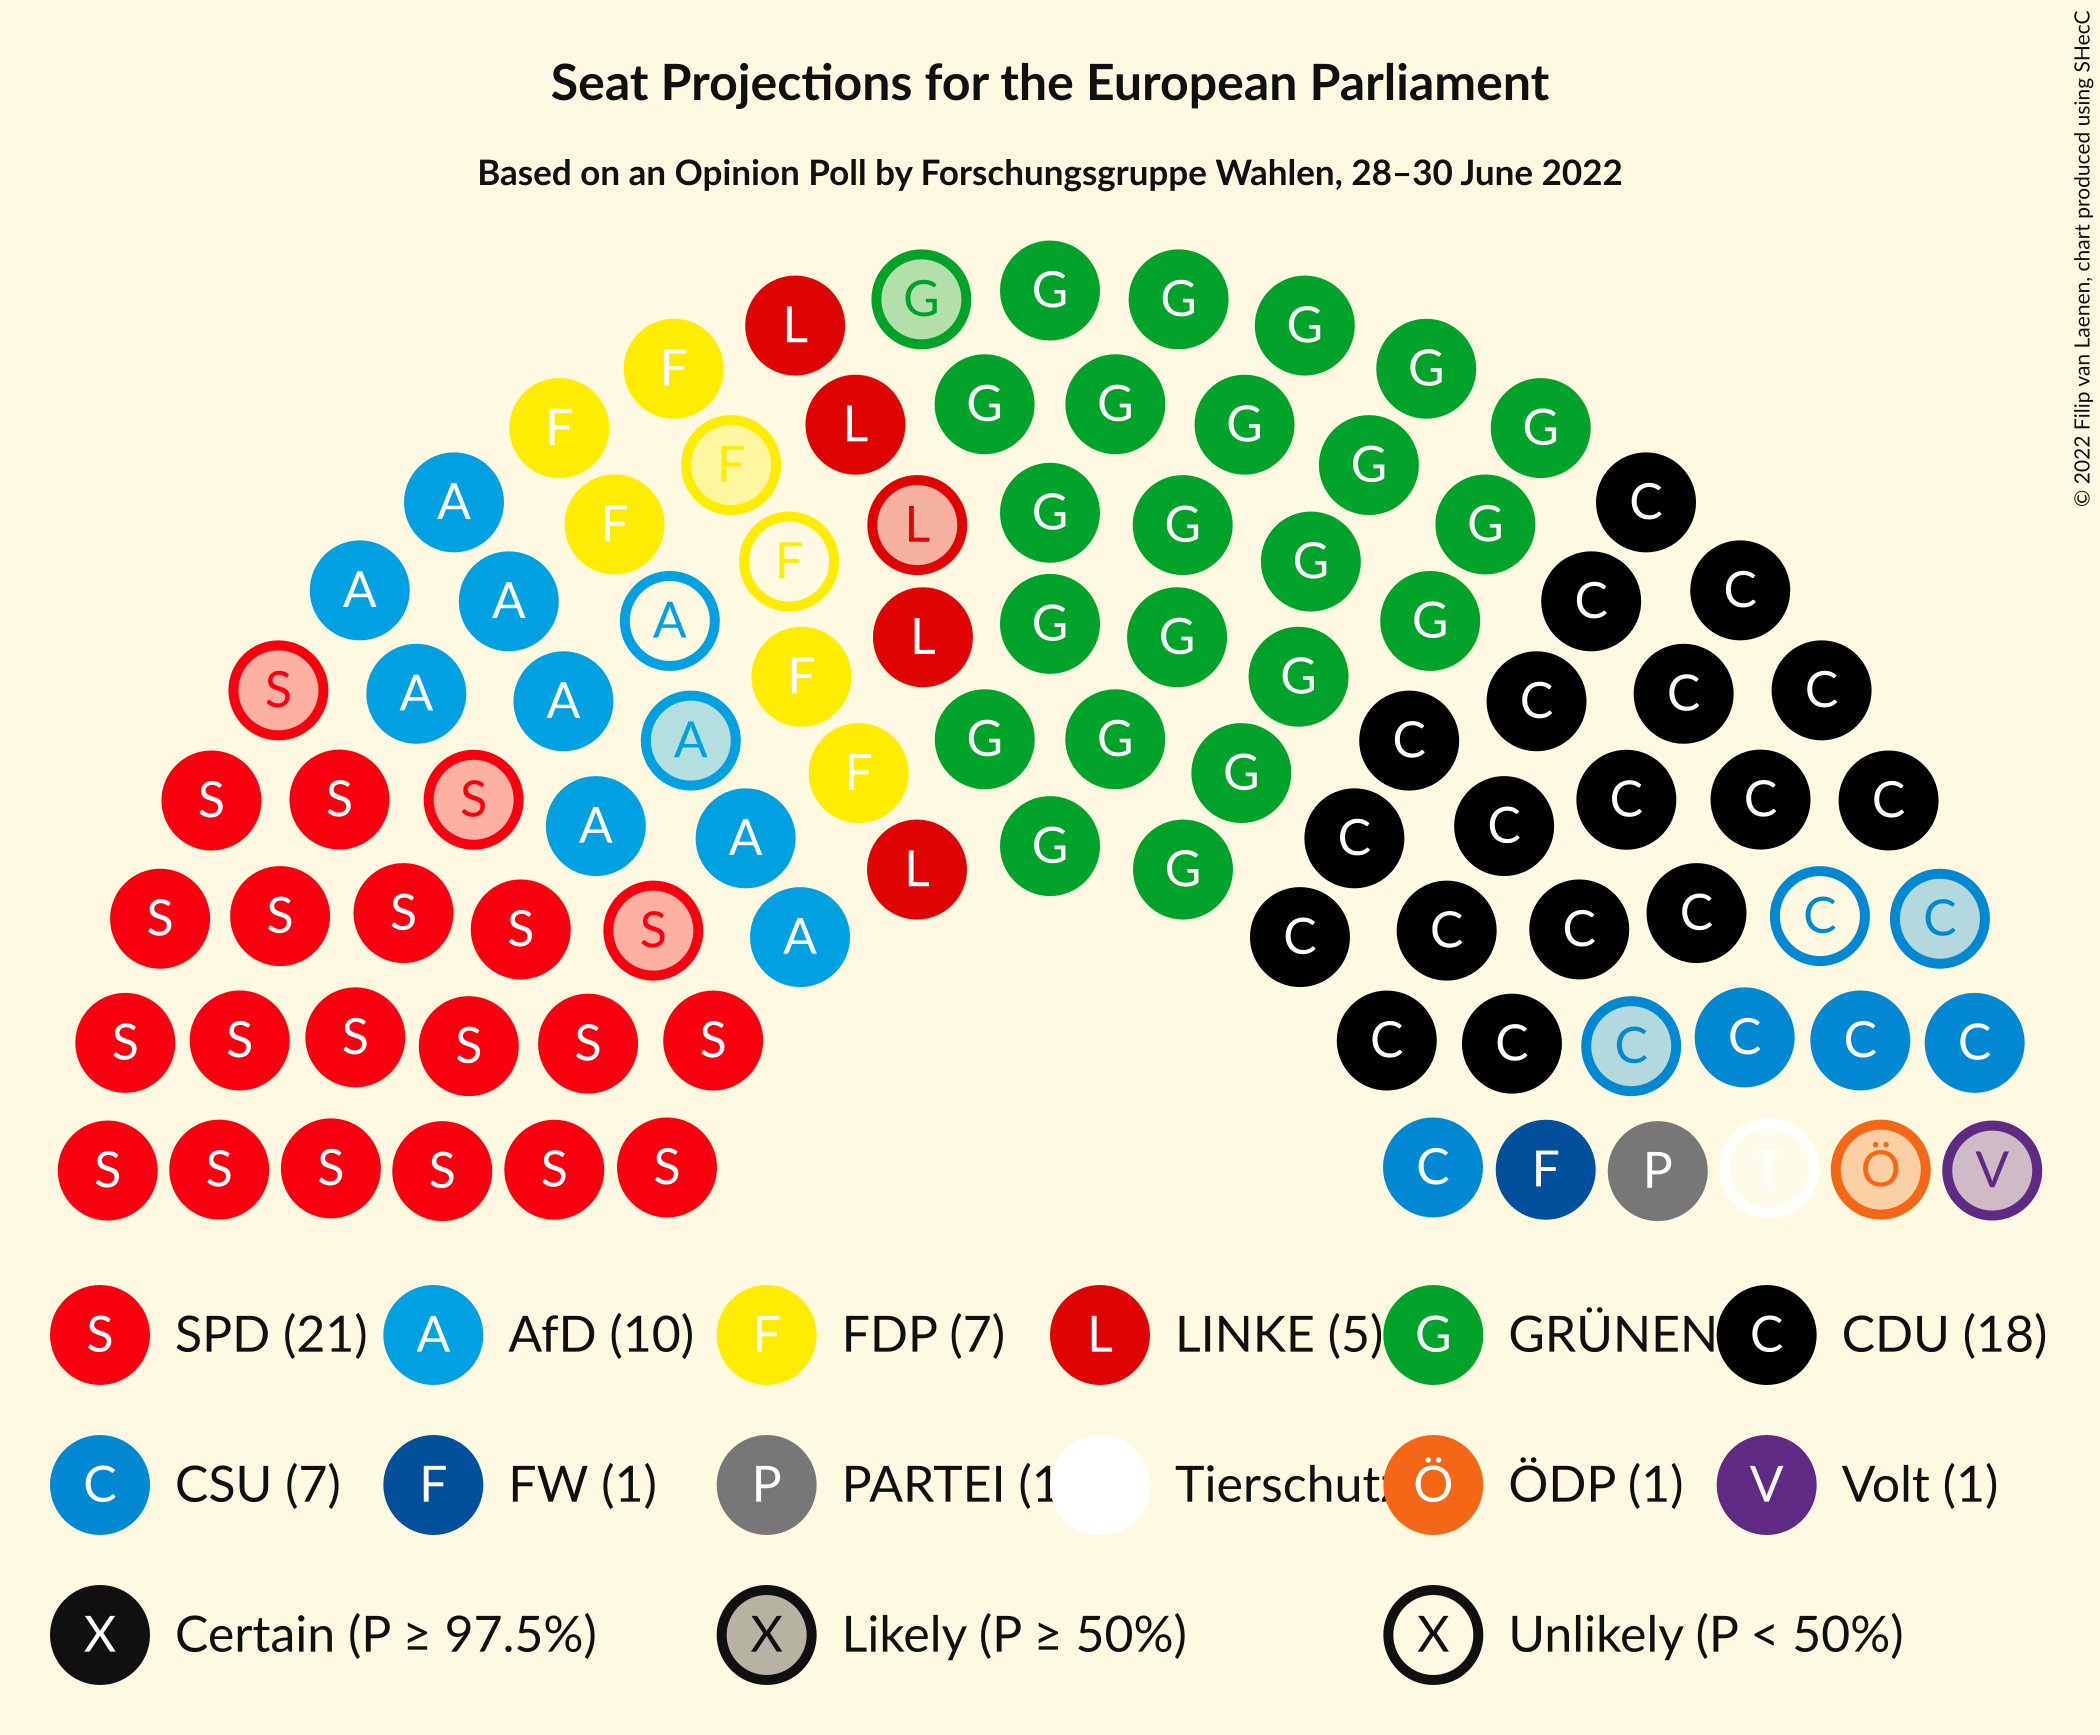 Seat Projections for the European Parliament
Based on an Opinion Poll by Forschungsgruppe Wahlen, 28–30 June 2022
© 2022 Filip van Laenen, chart produced using SHecC
G G G G
L G
F G G G G
F L G
A F G G C
F L G G
A A F G C C
A F L G G G G
S A A F G C C C
A C
S S S A F G G G C C C C
A A L G G C C
S S S S S A C C C C C C
S S S S S S C C C C C C
S S S S S S C F P T Ö V
S SPD (21) A AfD (10) F FDP (7) L LINKE (5) G GRÜNEN C CDU (18)
C CSU (7) F FW (1) P PARTEI (1 Tierschutz Ö ÖDP (1) V Volt (1)
X Certain (P ≥ 97.5%) X Likely (P ≥ 50%) X Unlikely (P < 50%)